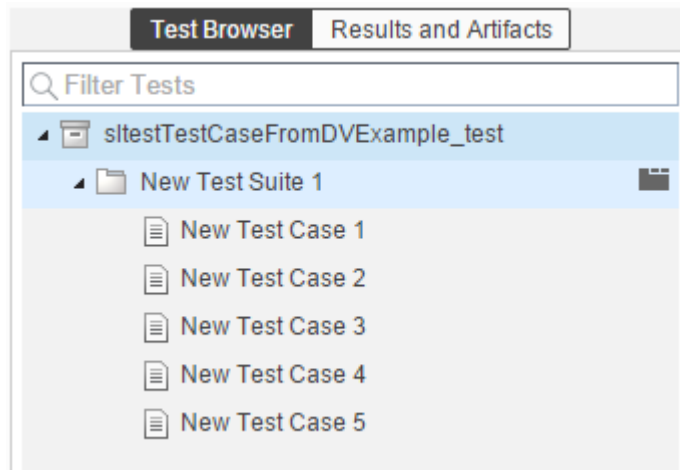 Test Browser Results and Artifacts
Filter Tests
sltestTestCaseFromDVExample_test
New Test Suite 1
New Test Case 1
New Test Case 2
New Test Case 3
New Test Case 4
New Test Case 5